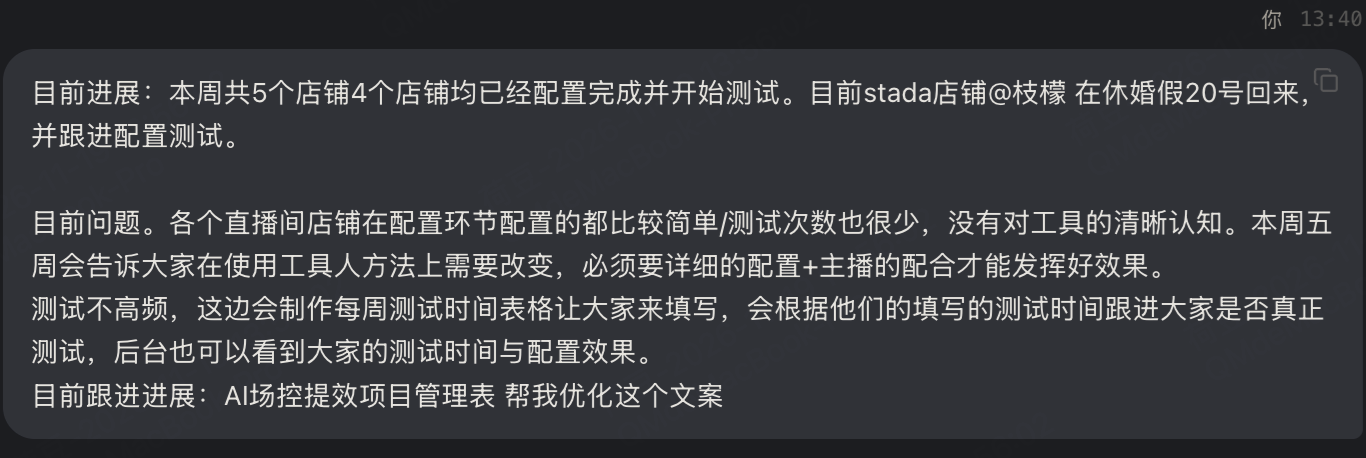 你 13:40
目前进展：本周共5个店铺4个店铺均已经配置完成并开始测试。目前stada店铺@枝檬 在休婚假20号回来，
并跟进配置测试。
目前问题。各个直播间店铺在配置环节配置的都比较简单/测试次数也很少，没有对工具的清晰认知。本周五
周会告诉大家在使用工具人方法上需要改变，必须要详细的配置+主播的配合才能发挥好效果。
测试不高频，这边会制作每周测试时间表格让大家来填写，会根据他们的填写的测试时间跟进大家是否真正
测试，后台也可以看到大家的测试时间与配置效果。
目前跟进进展：AI场控提效项目管理表 帮我优化这个文案